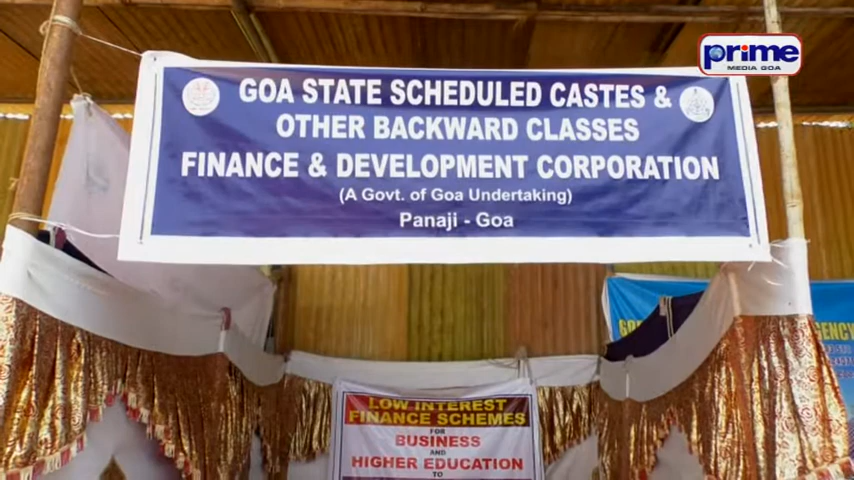 prime
MEDIA GOA
GOA STATE SCHEDULED CASTES &
OTHER BACKWARD CLASSES
FINANCE & DEVELOPMENT CORPORATION
(A Govt. of Goa Undertaking)
Panaji - Goa
LOW INTEREST
FINANCE SCHEMES
FOR
BUSINESS
AND
HIGHER EDUCATION
TO